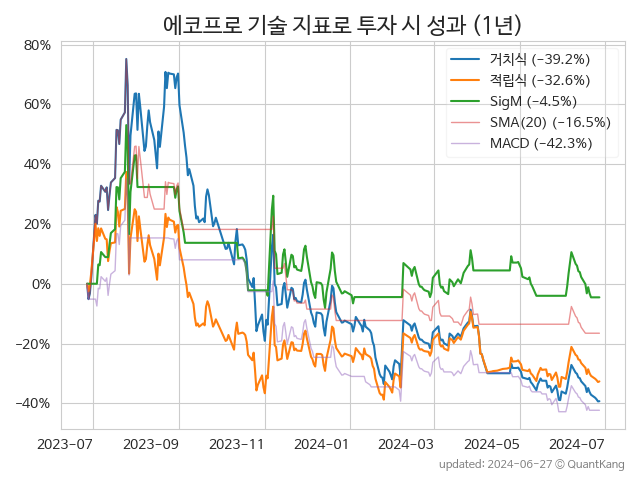 에코프로 기술 지표로 투자 시 성과 (1년)
80%
60%
40%
20%
0%
−20%
−40%
거치식 (−39.2%)
적립식 (−32.6%)
SigM (−4.5%)
SMA(20) (−16.5%)
MACD (−42.3%)
2023-07
2023-09
2023-11
2024-01
2024-03
2024-05
2024-07
updated: 2024-06-27 © QuantKang